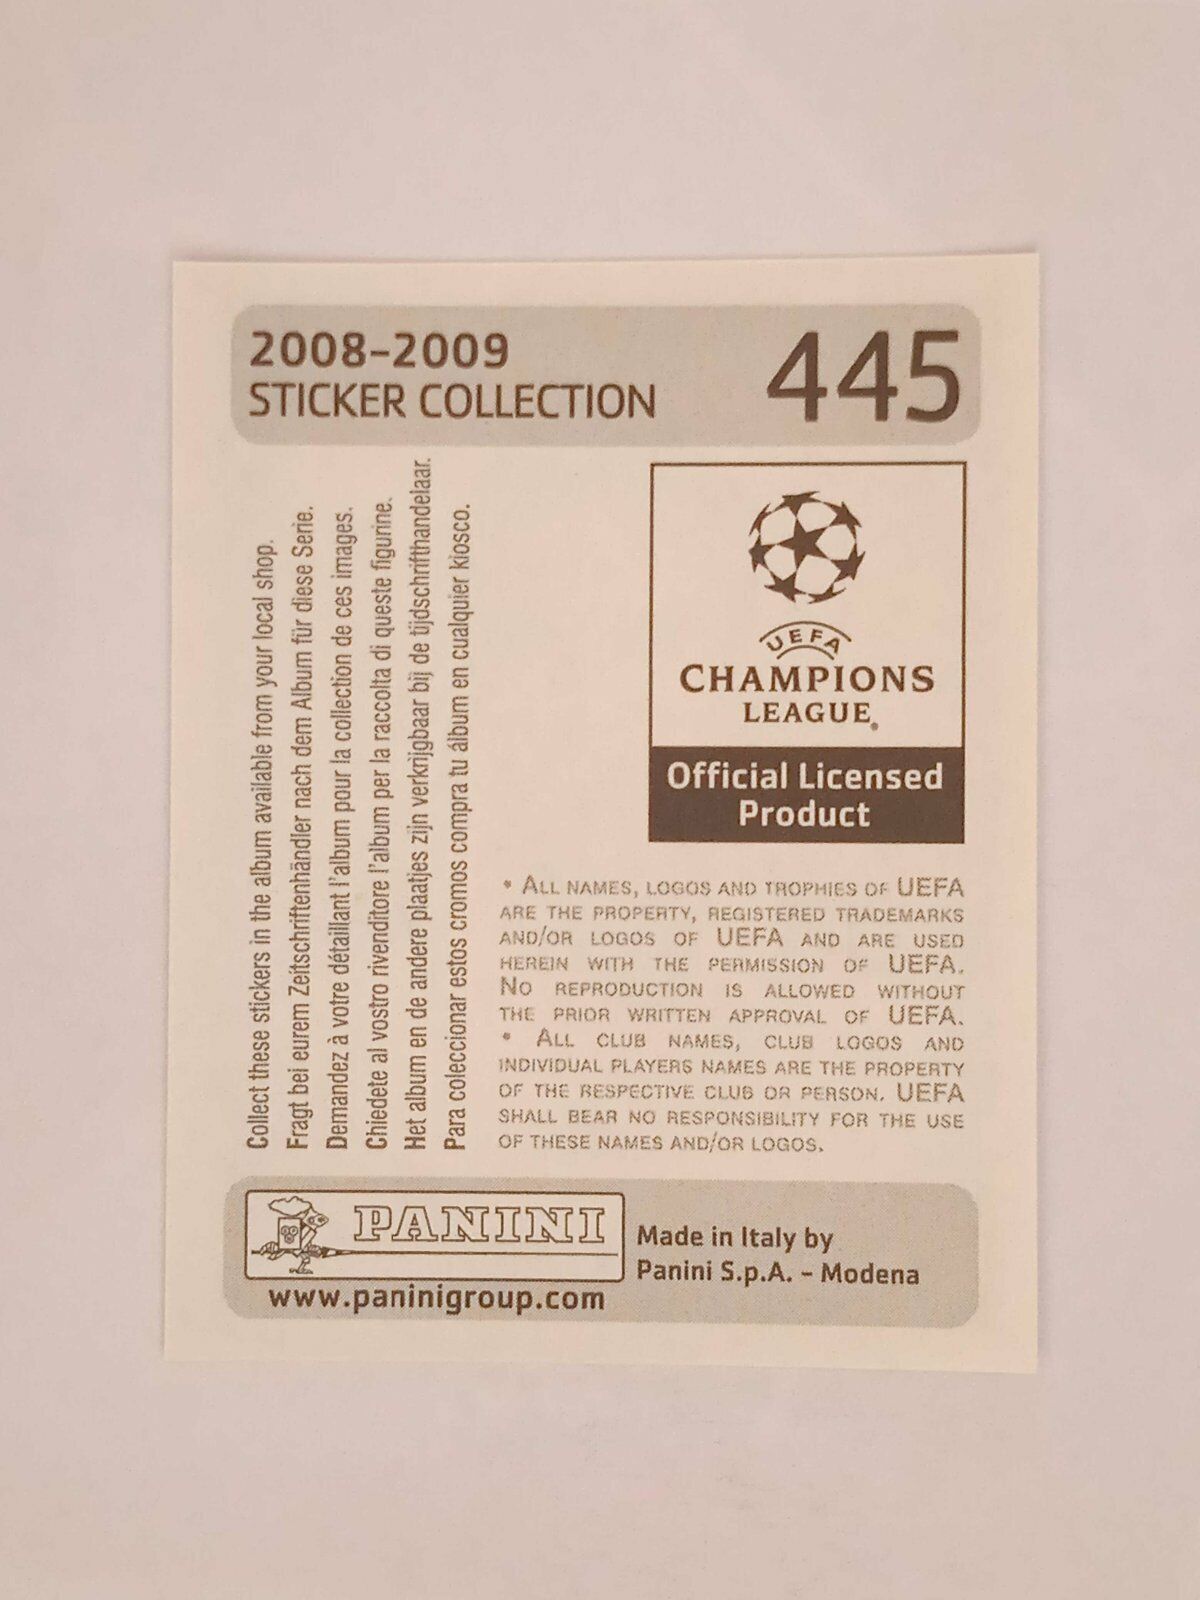 2008-2009
STICKER COLLECTION
445
Collect these stickers in the album available from your local shop.
Fragt bei eurem Zeitschriftenhändler nach dem Album für diese Serie.
Demandez à votre détaillant l'album pour la collection de ces images.
Chiedete al vostro rivenditore l'album per la raccolta di queste figurine.
Het album en de andere plaatjes zijn verkrijgbaar bij de tijdschrifthandelaar.
Para coleccionar estos cromos compra tu álbum en cualquier kiosco.
UEFA
CHAMPIONS
LEAGUE®
Official Licensed
Product
• ALL NAMES, LOGOS AND TROPHIES OF UEFA
ARE THE PROPERTY, REGISTERED TRADEMARKS
AND/OR LOGOS OF UEFA AND ARE USED
HEREIN WITH THE PERMISSION OF UEFA.
NO REPRODUCTION IS ALLOWED WITHOUT
THE PRIOR WRITTEN APPROVAL OF UEFA.
• ALL CLUB NAMES, CLUB LOGOS AND
INDIVIDUAL PLAYERS NAMES ARE THE PROPERTY
OF THE RESPECTIVE CLUB OR PERSON. UEFA
SHALL BEAR NO RESPONSIBILITY FOR THE USE
OF THESE NAMES AND/OR LOGOS.
PANINI
www.paninigroup.com
Made in Italy by
Panini S.p.A. - Modena